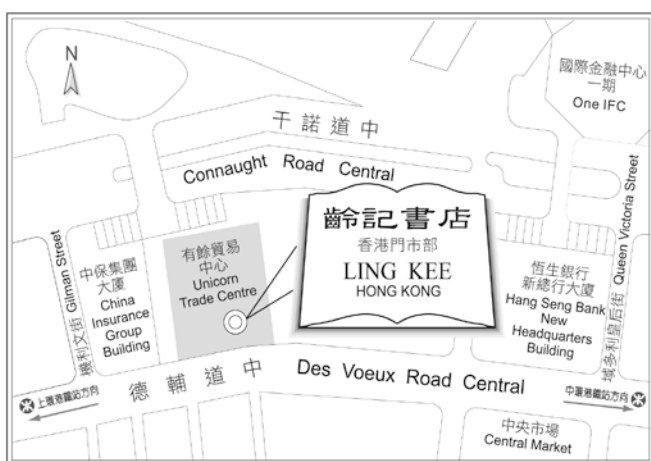 N
國際金融中心
一期
One IFC
干諾道中
Connaught Road Central
機利文街 Gilman Street
中保集團
大廈
China
Insurance
Group
Building
有餘貿易
中心
Unicorn
Trade Centre
齡記書店
香港門市部
LING KEE
HONG KONG
恆生銀行
新總行大廈
Hang Seng Bank
New
Headquarters
Building
域多利皇后街 Queen Victoria Street
德輔道中 Des Voeux Road Central
上環港鐵站方向
中環港鐵站方向
中央市場
Central Market